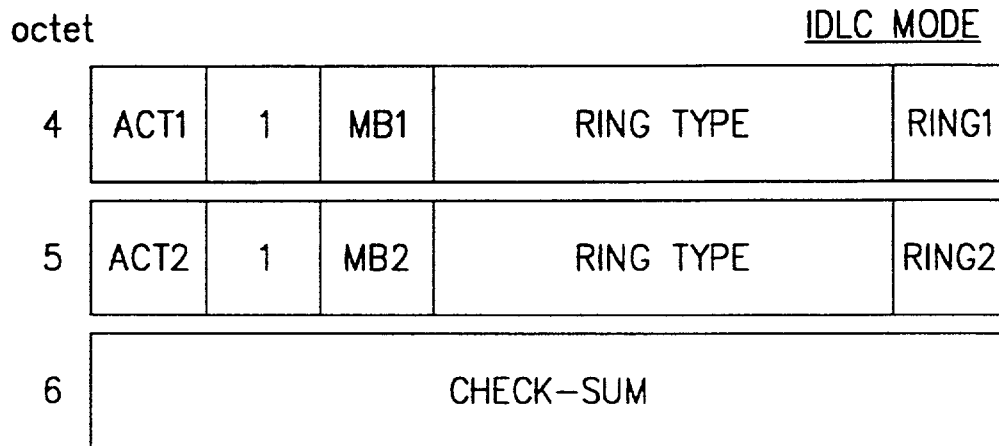 octet IDLC MODE
4 ACT1 1 MB1 RING TYPE RING1
5 ACT2 1 MB2 RING TYPE RING2
6 CHECK-SUM